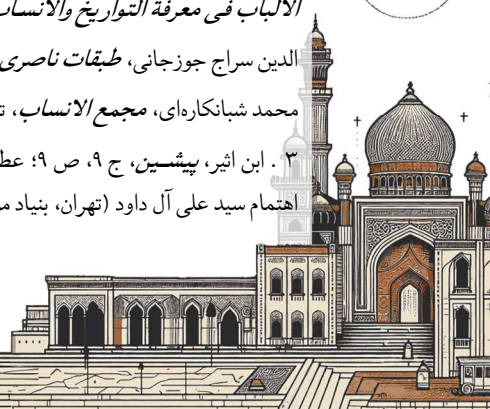 الالباب فی معرفة التواریخ والانساب
الدین سراج جوزجانی، طبقات ناصری
محمد شبانکاره‌ای، مجمع الانساب،
۳ . ابن اثیر، پیشین، ج ۹، ص ۹؛
اهتمام سید علی آل داود (تهران، بنیاد